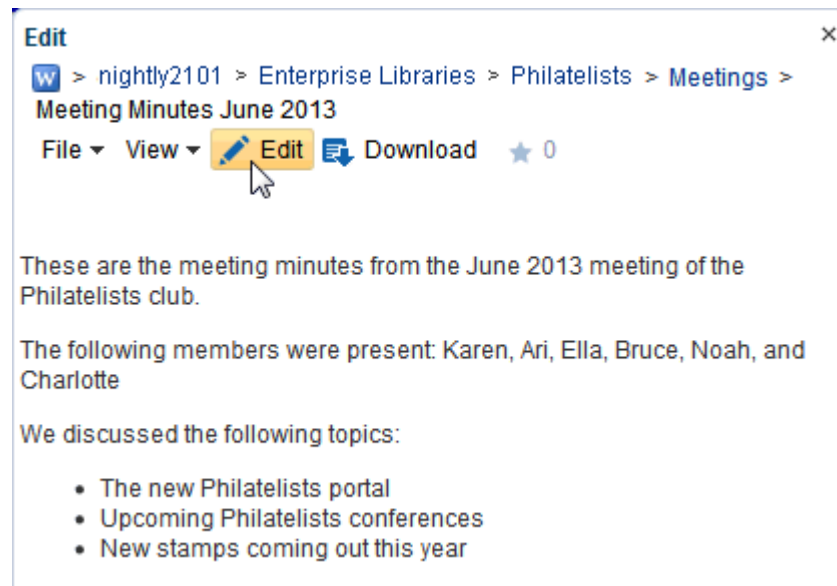 Edit
W > nightly2101 > Enterprise Libraries > Philatelists > Meetings >
Meeting Minutes June 2013
File View Edit Download 0
These are the meeting minutes from the June 2013 meeting of the
Philatelists club.
The following members were present: Karen, Ari, Ella, Bruce, Noah, and
Charlotte
We discussed the following topics:
• The new Philatelists portal
• Upcoming Philatelists conferences
• New stamps coming out this year